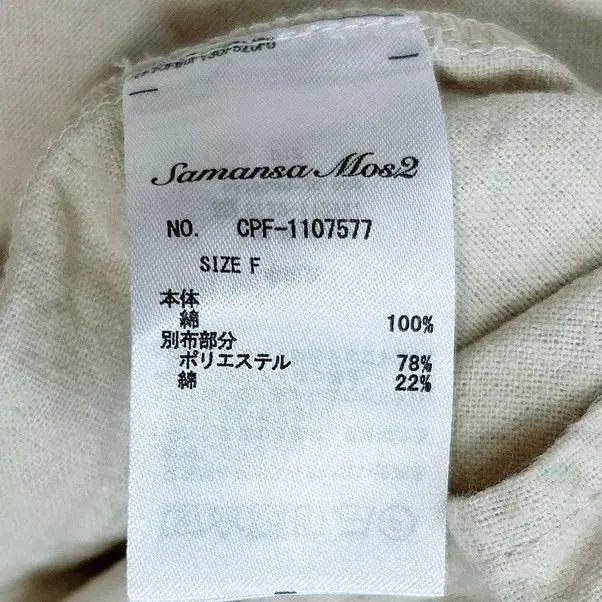 Samansa Mos2
NO. CPF-1107577
SIZE F
本体
綿 100%
別布部分
ポリエステル 78%
綿 22%